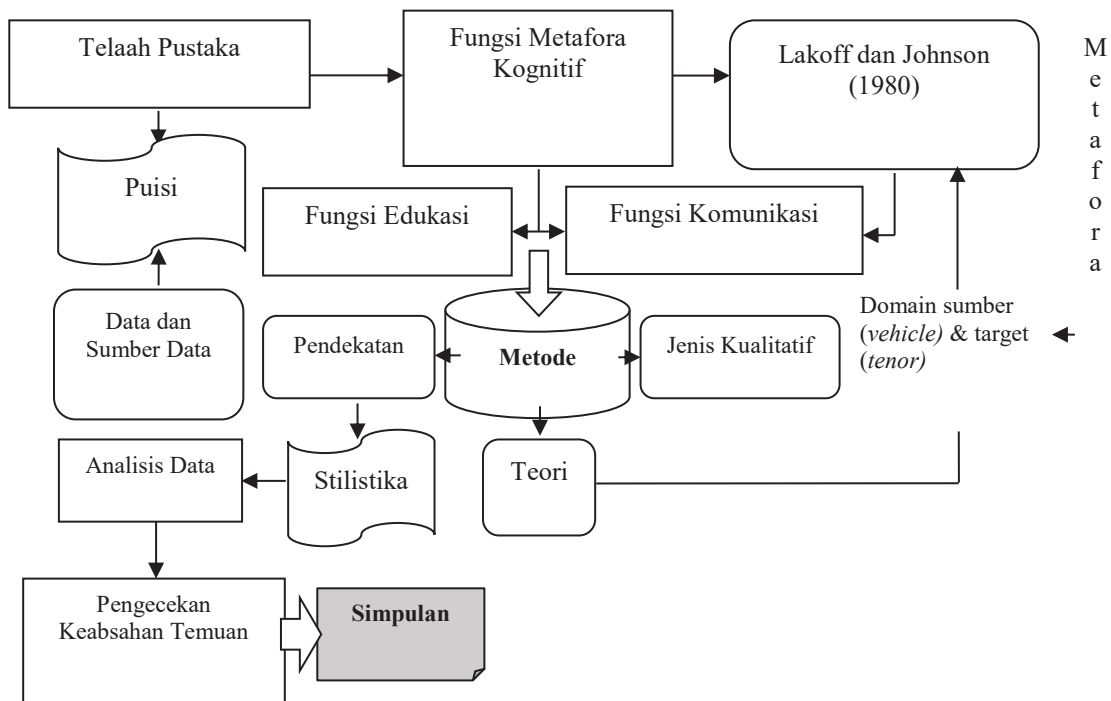 Telaah Pustaka
Fungsi Metafora
Kognitif
Lakoff dan Johnson
(1980)
M
e
t
a
f
o
r
a
Puisi
Fungsi Edukasi
Fungsi Komunikasi
Data dan
Sumber Data
Pendekatan
Metode
Jenis Kualitatif
Domain sumber
(vehicle) & target
(tenor)
Analisis Data
Stilistika
Teori
Pengecekan
Keabsahan Temuan
Simpulan